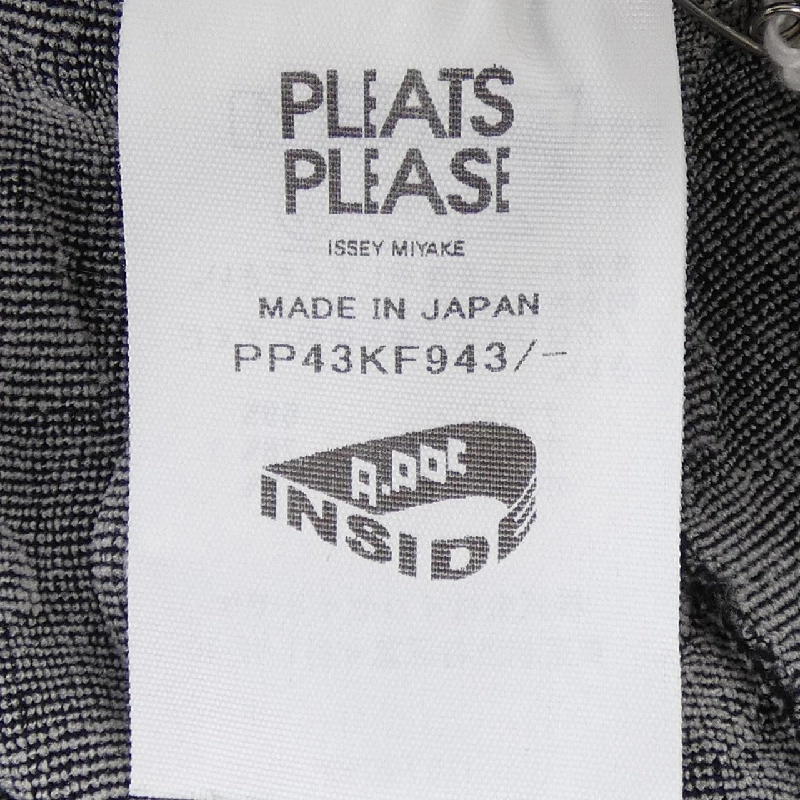 PLEATS
PLEASE
ISSEY MIYAKE
MADE IN JAPAN
PP43KF943/-
A.POC
INSIDE